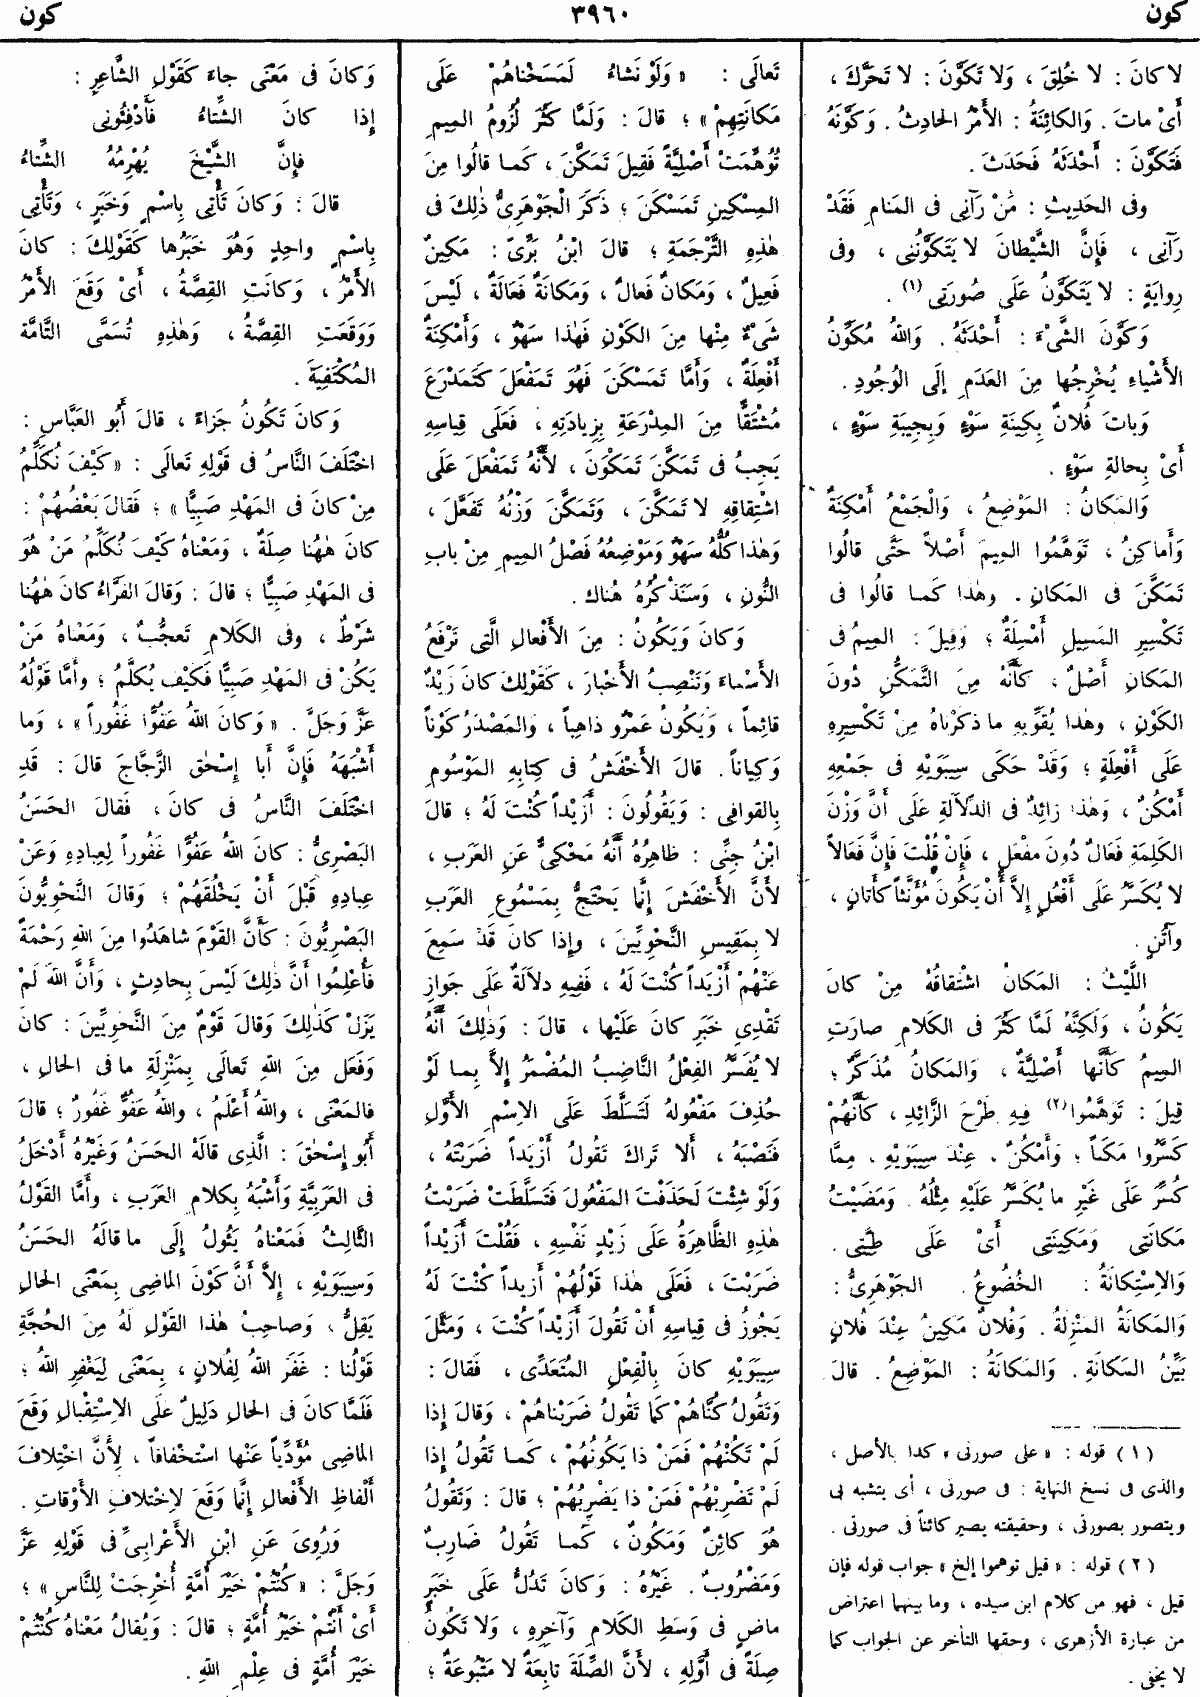 كون
٣٩٦٠
كون
لا كانَ : لا خُلِقَ ، وَلا تَكَوَّنَ : لا تَحَرَّكَ ،
أَىْ ماتَ . وَالكائِنَةُ : الأَمْرُ الحادِثُ . وَكَوَّنَهُ
فَتَكَوَّنَ : أَحْدَثَهُ فَحَدَثَ .
وفى الحَدِيثِ : مَنْ رَآنِى فى المَنامِ فَقَدْ
رَآنِى ، فَإِنَّ الشَّيْطانَ لا يَتَكَوَّنُنِى ، وفى
رِوايَةٍ : لا يَتَكَوَّنُ عَلَى صُورَتِى (١) .
وَكَوَّنَ الشَّىْءَ : أَحْدَثَهُ . وَاللهُ مُكَوِّنُ
الأَشْياءِ يُخْرِجُها مِنَ العَدَمِ إِلَى الوُجُودِ .
وَباتَ فُلانٌ بِكِينَةِ سَوْءٍ وَبِجِيبَةِ سَوْءٍ ،
أَىْ بِحالَةِ سَوْءٍ .
وَالمَكانُ : المَوْضِعُ ، وَالْجَمْعُ أَمْكِنَةٌ
وَأَماكِنُ ، تَوَهَّمُوا المِيمَ أَصْلاً حَتَّى قالُوا
تَمَكَّنَ فى المَكانِ . وهٰذا كَمـا قالُوا فى
تَكْسِيرِ المَسِيلِ أَمْسِلَةٌ ؛ وَقِيلَ : المِيمُ فى
المَكانِ أَصْلٌ ، كَأَنَّهُ مِنَ التَّمَكُّنِ دُونَ
الكَوْنِ ، وهٰذا يُقَوِّيهِ ما ذَكَرْناهُ مِنْ تَكْسِيرِهِ
عَلَى أَفْعِلَةٍ ؛ وَقَدْ حَكَى سِيبَوَيْهِ فى جَمْعِهِ
أَمْكُنٌ ، وَهٰذا زائِدٌ فى الدَّلالَةِ عَلَى أَنَّ وَزْنَ
الكَلِمَةِ فَعَالٌ دُونَ مَفْعَلٍ ، فَإِنْ قُلْتَ فَإِنَّ فَعَالاً
لا يُكَسَّرُ عَلَى أَفْعُلٍ إِلاَّ أَنْ يَكُونَ مُؤَنَّثاً كَأَتانٍ ،
وآتُنٍ .
اللَّيْثُ : المَكانُ اشْتِقاقُهُ مِنْ كانَ
يَكُونُ ، وَلَكِنَّهُ لَمَّا كَثُرَ فى الكَلامِ صارَتِ
المِيمُ كَأَنَّها أَصْلِيَّةٌ ، وَالمَكانُ مُذَكَّرٌ ؛
قِيلَ : تَوَهَّمُوا(٢) فِيهِ طَرْحَ الزَّائِدِ ، كَأَنَّهُمْ
كَسَّرُوا مَكَناً ؛ وَأَمْكُنٌ ، عِنْدَ سِيبَوَيْهِ ، مِمَّا
كُسِّرَ عَلَى غَيْرِ ما يُكَسَّرُ عَلَيْهِ مِثْلُهُ . وَمَضَيْتُ
مَكانَتِى وَمَكِينَتِى أَىْ عَلَى طِيَّتِى .
وَالاِسْتِكانَةُ : الخُضُوعُ . الجَوْهَرِىُّ :
وَالمَكانَةُ المَنْزِلَةُ . وَفُلانٌ مَكِينٌ عِنْدَ فُلانٍ
بَيِّنُ المَكانَةِ . وَالمَكانَةُ : المَوْضِعُ . قالَ
(١) قوله : « على صورتى » كذا بالأصل ،
والذى فى نسخ النهاية : فى صورتى ، أى يتشبه بى
ويتصور بصورتى ، وحقيقته يصير كائناً فى صورتى .
(٢) قوله : « قيل توهموا إلخ » جواب قوله فإن
قيل ، فهو من كلام ابن سيده ، وما بينهما اعتراض
من عبارة الأزهرى ، وحقها التأخر عن الجواب كما
لا يخفى .
تَعالَى : « وَلَوْ نَشاءُ لَمَسَخْناهُمْ عَلَى
مَكانَتِهِمْ » ؛ قالَ : وَلَمَّا كَثُرَ لُزُومُ المِيمِ
تُوُهِّمَتْ أَصْلِيَّةً فَقِيلَ تَمَكَّنَ ، كَمـا قالُوا مِنَ
المِسْكِينِ تَمَسْكَنَ ؛ ذَكَرَ الْجَوْهَرِىُّ ذٰلِكَ فى
هٰذِهِ التَّرْجَمَةِ ؛ قالَ ابْنُ بَرِّىّ : مَكِينٌ
فَعِيلٌ ، وَمَكانٌ فَعالٌ ، وَمَكانَةٌ فَعَالَةٌ ، لَيْسَ
شَىْءٌ مِنْها مِنَ الكَوْنِ فَهٰذا سَهْوٌ ، وَأَمْكِنَةٌ
أَفْعِلَةٌ ، وَأَمَّا تَمَسْكَنَ فَهُوَ تَمَفْعَلَ كَتَمَدْرَعَ
مُشْتَقًّا مِنَ المِدْرَعَةِ بِزِيادَتِهِ ، فَعَلَى قِياسِهِ
يَجِبُ فى تَمَكَّنَ تَمَكْوَنَ ، لأَنَّهُ تَمَفْعَلَ عَلَى
اشْتِقاقِهِ لا تَمَكَّنَ ، وَتَمَكَّنَ وَزْنُهُ تَفَعَّلَ ،
وَهٰذا كُلُّهُ سَهْوٌ وَمَوْضِعُهُ فَصْلُ المِيمِ مِنْ بابِ
النُّونِ ، وَسَنَذْكُرُهُ هُناك .
وَكانَ وَيَكُونُ : مِنَ الأَفْعالِ الَّتِى تَرْفَعُ
الأَسْماءَ وَتَنْصِبُ الأَخْبارَ ، كَقَوْلِكَ كانَ زَيْدٌ
قائِماً ، وَيَكُونُ عَمْرٌو ذاهِباً ، وَالمَصْدَرُ كَوْناً
وَكِياناً . قالَ الأَخْفَشُ فى كِتابِهِ المَوْسُومِ
بِالقَوافِى : وَيَقُولُونَ : أَزَيْداً كُنْتَ لَهُ ؛ قالَ
ابْنُ جِنِّى : ظاهِرُهُ أَنَّهُ مَحْكِىٌّ عَنِ العَرَبِ ،
لأَنَّ الأَخْفَشَ إِنَّما يَحْتَجُّ بِمَسْمُوعِ العَرَبِ
لا بِمَقِيسِ النَّحْوِيِّينَ ، وإِذا كانَ قَدْ سَمِعَ
عَنْهُمْ أَزَيْداً كُنْتَ لَهُ ، فَفِيهِ دلاَلَةٌ عَلَى جَوازِ
تَقْدِيمِ خَبَرِ كانَ عَلَيْها ، قالَ : وَذٰلِكَ أَنَّهُ
لا يُفَسِّرُ الفِعْلُ النَّاصِبُ المُضْمَرُ إِلاَّ بِمـا لَوْ
حُذِفَ مَفْعُولُهُ لَتَسَلَّطَ عَلَى الاِسْمِ الأَوَّلِ
فَنَصَبَهُ ، أَلا تَراكَ تَقُولُ أَزَيْداً ضَرَبْتَهُ ،
وَلَوْ شِئْتَ لَحَذَفْتَ المَفْعُولَ فَتَسَلَّطَتْ ضَرَبْتُ
هٰذِهِ الظَّاهِرَةُ عَلَى زَيْدٍ نَفْسِهِ ، فَقُلْتَ أَزَيْداً
ضَرَبْتَ ، فَعَلَى هٰذا قَوْلُهُمْ أَزيداً كُنْتَ لَهُ
يَجُوزُ فى قِياسِهِ أَنْ تَقُولَ أَزَيْداً كُنْتَ ، وَمَثَّلَ
سِيبَوَيْهِ كانَ بِالْفِعْلِ المُتَعَدِّى ، فَقالَ :
وَتَقُولُ كُنَّاهُمْ كَما تَقُولُ ضَرَبْناهُمْ ، وَقالَ إِذا
لَمْ تَكُنْهُمْ فَمَنْ ذا يَكُونُهُمْ ، كَمـا تَقُولُ إِذا
لَمْ تَضْرِبْهُمْ فَمَنْ ذا يَضْرِبُهُمْ ؛ قالَ : وَتَقُولُ
هُوَ كائِنٌ وَمَكُونٌ ، كَمـا تَقُولُ ضَارِبٌ
وَمَضْرُوبٌ . غَيْرُهُ : وَكانَ تَدُلُّ عَلَى خَبَرٍ
ماضٍ فى وَسَطِ الكَلامِ وَآخِرِهِ ، وَلا تَكُونُ
صِلَةً فى أَوَّلِهِ ، لأَنَّ الصِّلَةَ تابِعَةٌ لا مَتْبُوعَةٌ ؛
وَكانَ فى مَعْنَى جاءَ كَقَوْلِ الشَّاعِرِ :
إِذا كانَ الشِّتاءُ فَأَدْفِئُونِى
فَإِنَّ الشَّيْخَ يُهْرِمُهُ الشِّتاءُ
قالَ : وَكانَ تَأْتِى بِاسْمٍ وَخَبَرٍ ، وَتَأْتِى
بِاسْمٍ واحِدٍ وَهُوَ خَبَرُها كَقَوْلِكَ : كانَ
الأَمْرُ ، وَكانَتِ القِصَّةُ ، أَىْ وَقَعَ الأَمْرُ
وَوَقَعَتِ القِصَّةُ ، وَهٰذِهِ تُسَمَّى التَّامَّةَ
المُكْتَفِيَةَ .
وَكانَ تَكُونُ جَزاءً ، قالَ أَبُو العَبَّاسِ :
اخْتَلَفَ النَّاسُ فى قَوْلِهِ تَعالَى : « كَيْفَ نُكَلِّمُ
مِنْ كانَ فى المَهْدِ صَبِيًّا » ؛ فَقالَ بَعْضُهُمْ :
كانَ هٰهُنا صِلَةٌ ، وَمَعْناهُ كَيْفَ نُكَلِّمُ مَنْ هُوَ
فى المَهْدِ صَبِيًّا ؛ قالَ : وَقالَ الفَرَّاءُ كانَ هٰهُنا
شَرْطٌ ، وفى الكَلامِ تَعجُّبٌ ، وَمَعْناهُ مَنْ
يَكُنْ فى المَهْدِ صَبِيًّا فَكَيْفَ يُكَلَّمُ ؛ وأَمَّا قَوْلُهُ
عَزَّ وَجَلَّ . « وَكانَ اللهُ عَفُوًّا غَفُوراً » ، وَما
أَشْبَهَهُ فَإِنَّ أَبا إِسْحٰق الزَّجَّاجَ قالَ : قَدِ
اخْتَلَفَ النَّاسُ فى كانَ ، فَقالَ الحَسَنُ
البَصْرِىُّ : كانَ اللهُ عَفُوًّا غَفُوراً لِعِبادِهِ وَعَنْ
عِبادِهِ قَبْلَ أَنْ يَخْلُقَهُمْ ؛ وَقالَ النَّحْوِيُّونَ
البَصْرِيُّونَ : كَأَنَّ القَوْمَ شاهَدُوا مِنَ اللهِ رَحْمَةً
فَأُعْلِمُوا أَنَّ ذٰلِكَ لَيْسَ بِحادِثٍ ، وَأَنَّ اللهَ لَمْ
يَزَلْ كَذٰلِكَ وَقالَ قَوْمٌ مِنَ النَّحْوِيِّينَ : كانَ
وَفَعَل مِنَ اللهِ تَعالَى بِمَنْزِلَةِ ما فى الحالِ ،
فالمَعْنَى ، واللهُ أَعْلَمُ ، واللهُ عَفُوٌّ غَفُورٌ ؛ قالَ
أَبُو إِسْحٰقَ : الَّذِى قالَهُ الحَسَنُ وَغَيْرُهُ أَدْخَلُ
فى العَرَبِيَّةِ وَأَشْبَهُ بِكَلامِ العَرَبِ ، وأَمَّا القَوْلُ
الثَّالِثُ فَمَعْناهُ يَئُولُ إِلَى ما قالَهُ الحَسَنُ
وَسِيبَوَيْهِ ، إِلاَّ أَنَّ كَوْنَ الماضِى بِمَعْنَى الحالِ
يَقِلُّ ، وَصاحِبُ هٰذا القَوْلِ لَهُ مِنَ الحُجَّةِ
قَوْلُنا : غَفَرَ اللهُ لِفُلانٍ ، بِمَعْنَى لِيَغْفِرِ اللهُ ؛
فَلَمَّا كانَ فى الحالِ دَلِيلٌ عَلَى الاِسْتِقْبالِ وَقَعَ
الماضِى مُؤَدِّياً عَنْها اسْتِخْفافاً ، لِأَنَّ اخْتِلافَ
أَلْفاظِ الأَفْعالِ إِنَّما وَقَعَ لاخْتِلافِ الأَوْقاتِ .
وَرُوِىَ عَنِ ابْنِ الأَعْرابِىِّ فى قَوْلِهِ عَزَّ
وَجَلَّ : « كُنْتُمْ خَيْرَ أُمَّةٍ أُخْرِجَتْ لِلنَّاسِ » ؛
أَىْ أَنْتُمْ خَيْرُ أُمَّةٍ ؛ قالَ : وَيُقالُ مَعْناهُ كُنْتُمْ
خَيْرَ أُمَّةٍ فى عِلْمِ اللهِ .